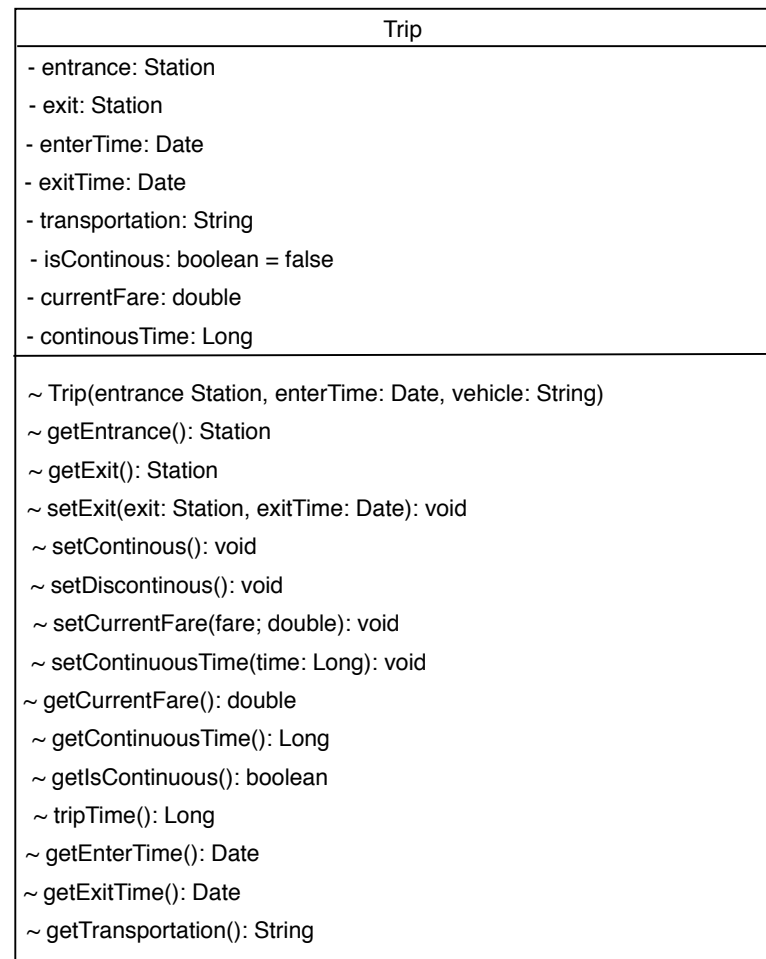 Trip
- entrance: Station
- exit: Station
- enterTime: Date
- exitTime: Date
- transportation: String
- isContinous: boolean = false
- currentFare: double
- continousTime: Long
~ Trip(entrance Station, enterTime: Date, vehicle: String)
~ getEntrance(): Station
~ getExit(): Station
~ setExit(exit: Station, exitTime: Date): void
~ setContinous(): void
~ setDiscontinous(): void
~ setCurrentFare(fare; double): void
~ setContinuousTime(time: Long): void
~ getCurrentFare(): double
~ getContinuousTime(): Long
~ getIsContinuous(): boolean
~ tripTime(): Long
~ getEnterTime(): Date
~ getExitTime(): Date
~ getTransportation(): String